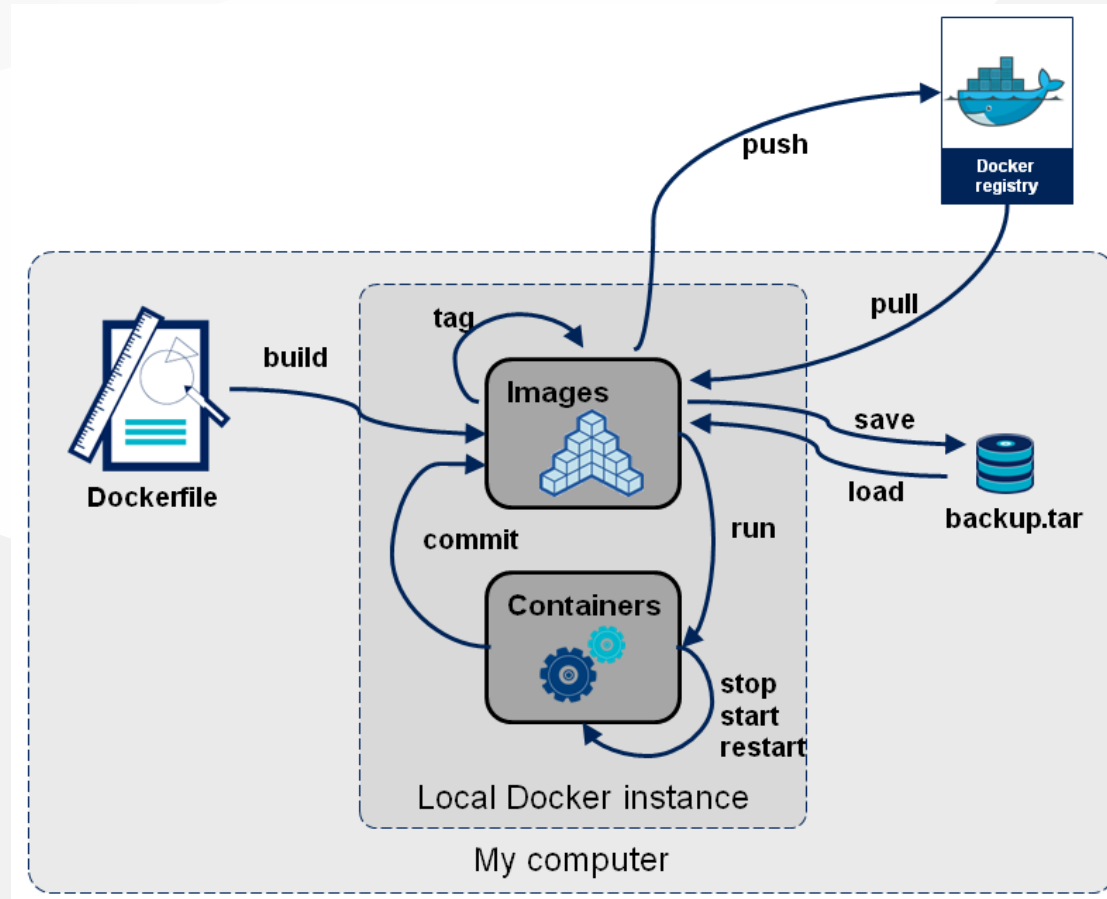 push
Docker
registry
pull
tag
build
Images
save
load
Dockerfile
backup.tar
commit
run
Containers
stop
start
restart
Local Docker instance
My computer